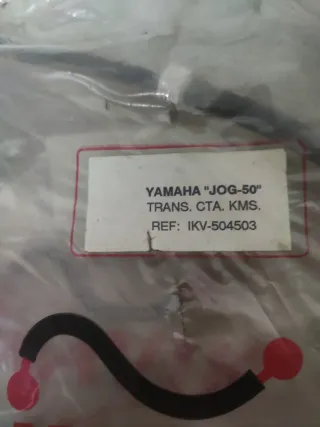 YAMAHA "JOG-50"
TRANS. CTA. KMS.
REF: IKV-504503